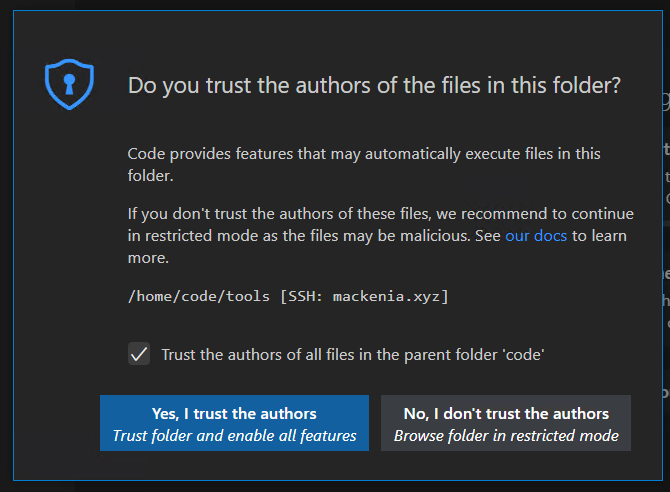 Do you trust the authors of the files in this folder?
Code provides features that may automatically execute files in this
folder.
If you don't trust the authors of these files, we recommend to continue
in restricted mode as the files may be malicious. See our docs to learn
more.
/home/code/tools [SSH: mackenia.xyz]
Trust the authors of all files in the parent folder 'code'
Yes, I trust the authors
Trust folder and enable all features
No, I don't trust the authors
Browse folder in restricted mode